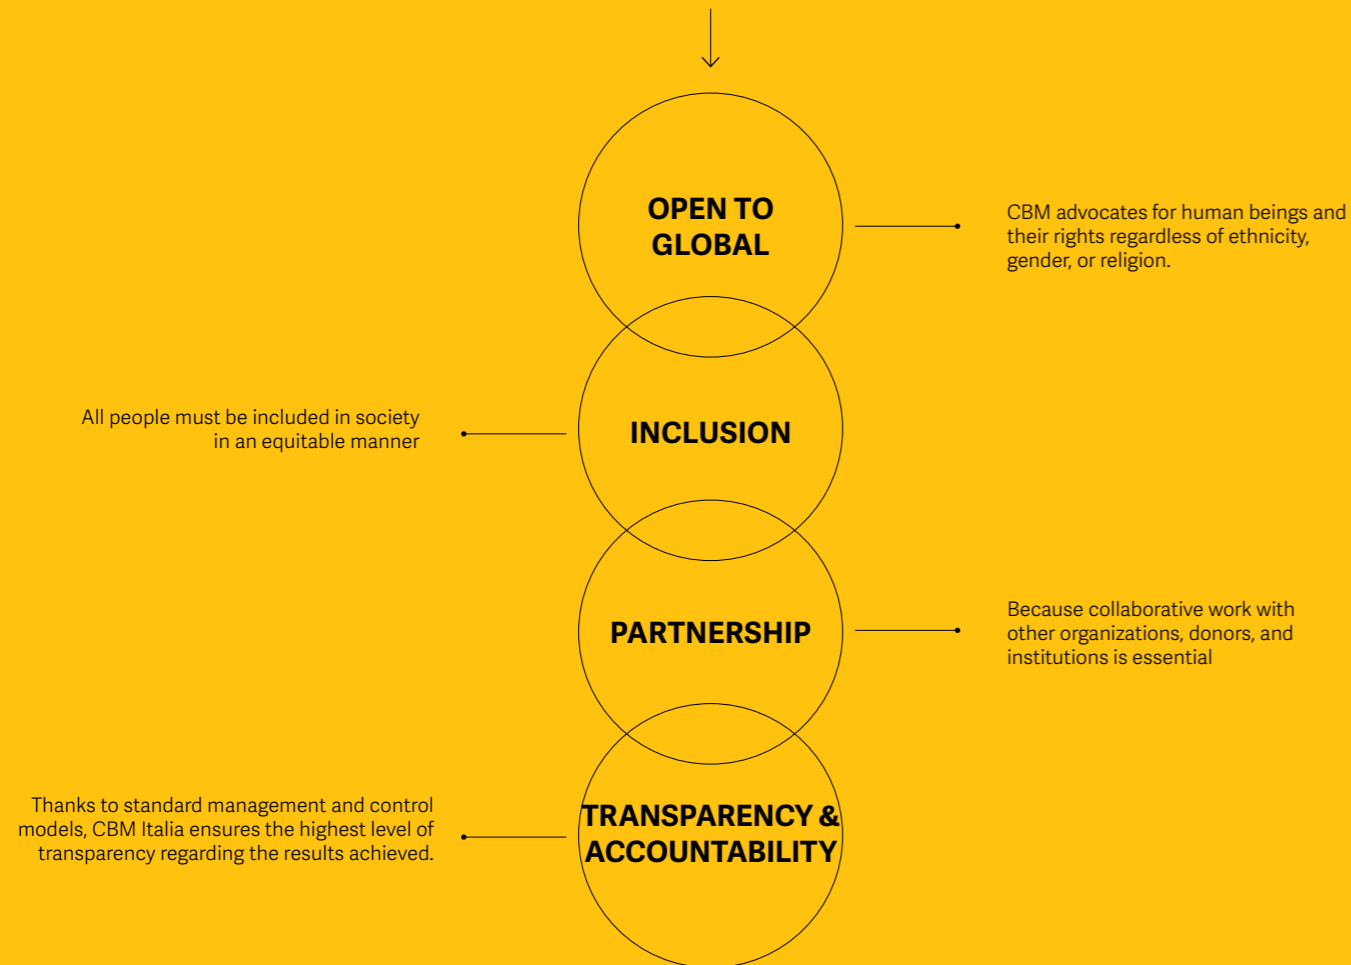 OPEN TO
GLOBAL
CBM advocates for human beings and
their rights regardless of ethnicity,
gender, or religion.
All people must be included in society
in an equitable manner
INCLUSION
PARTNERSHIP
Because collaborative work with
other organizations, donors, and
institutions is essential
Thanks to standard management and control
models, CBM Italia ensures the highest level of
transparency regarding the results achieved.
TRANSPARENCY &
ACCOUNTABILITY